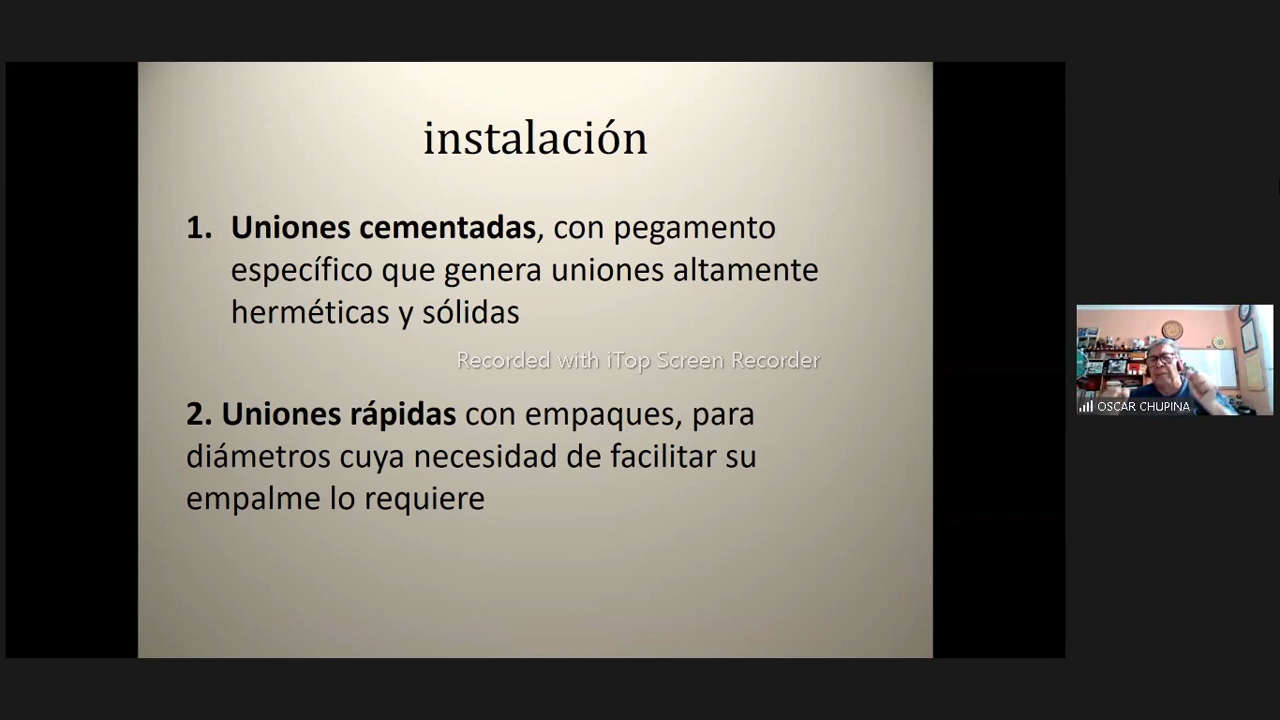 instalación
1. Uniones cementadas, con pegamento
específico que genera uniones altamente
herméticas y sólidas
Recorded with iTop Screen Recorder
2. Uniones rápidas con empaques, para
diámetros cuya necesidad de facilitar su
empalme lo requiere
OSCAR CHUPINA